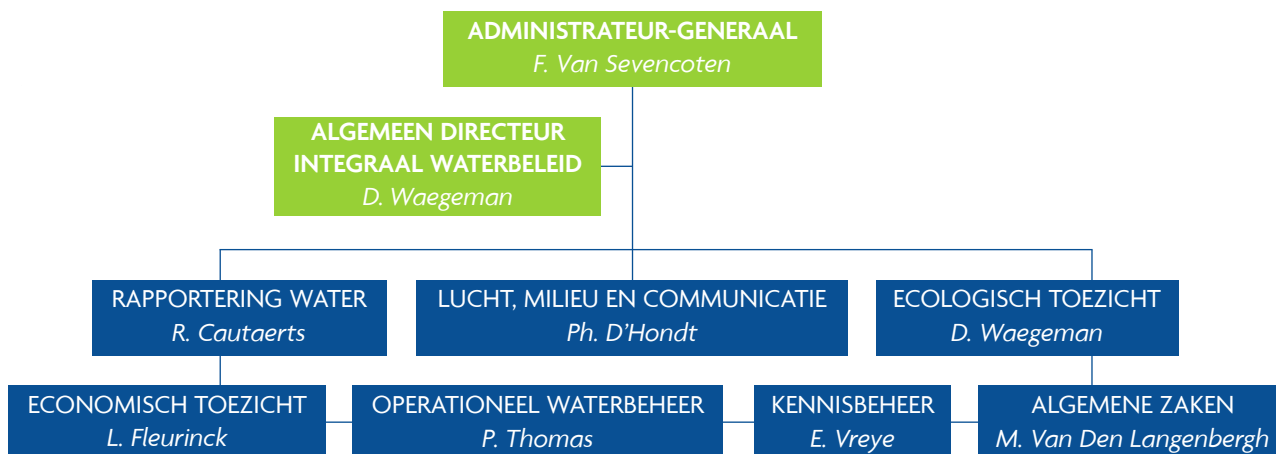 ADMINISTRATEUR-GENERAAL
F. Van Sevencoten
ALGEMEEN DIRECTEUR
INTEGRAAL WATERBELEID
D. Waegeman
RAPPORTERING WATER
R. Cautaerts
LUCHT, MILIEU EN COMMUNICATIE
Ph. D’Hondt
ECOLOGISCH TOEZICHT
D. Waegeman
ECONOMISCH TOEZICHT
L. Fleurinck
OPERATIONEEL WATERBEHEER
P. Thomas
KENNISBEHEER
E. Vreye
ALGEMENE ZAKEN
M. Van Den Langenbergh